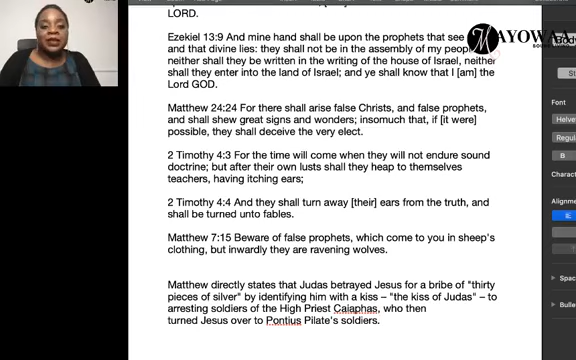 LORD.
Ezekiel 13:9 And mine hand shall be upon the prophets that see
and that divine lies: they shall not be in the assembly of my
neither shall they be written in the writing of the house of Israel, neither
shall they enter into the land of Israel; and ye shall know that I [am] the
Lord GOD.
Matthew 24:24 For there shall arise false Christs, and false prophets,
and shall shew great signs and wonders; insomuch that, if [it were]
possible, they shall deceive the very elect.
2 Timothy 4:3 For the time will come when they will not endure sound
doctrine; but after their own lusts shall they heap to themselves
teachers, having itching ears;
2 Timothy 4:4 And they shall turn away [their] ears from the truth, and
shall be turned unto fables.
Matthew 7:15 Beware of false prophets, which come to you in sheep's
clothing, but inwardly they are ravening wolves.
Matthew directly states that Judas betrayed Jesus for a bribe of "thirty
pieces of silver" by identifying him with a kiss – "the kiss of Judas" – to
arresting soldiers of the High Priest Caiaphas, who then
turned Jesus over to Pontius Pilate's soldiers.
MAYOWAA
Font
Helve
Regul
B
Charac
Alignme
Spac
Bulle